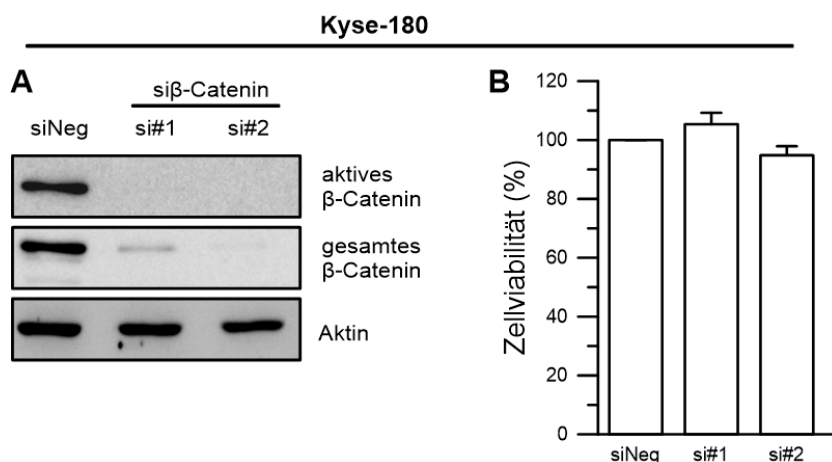 Kyse-180
A
B
siβ-Catenin
siNeg si#1 si#2
aktives
β-Catenin
gesamtes
β-Catenin
Aktin
Zellviabilität (%)
120
100
80
60
40
20
0
siNeg si#1 si#2